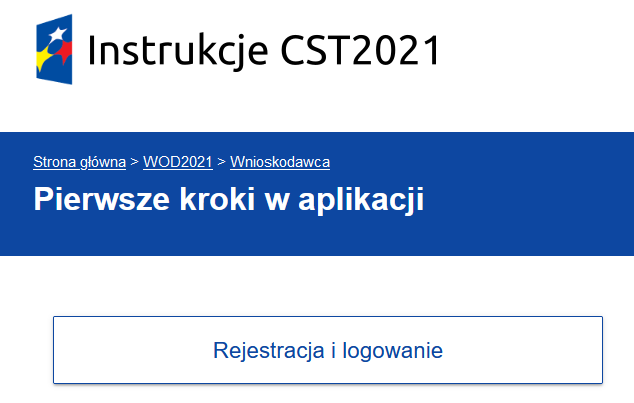 Instrukcje CST2021
Strona główna > WOD2021 > Wnioskodawca
Pierwsze kroki w aplikacji
Rejestracja i logowanie